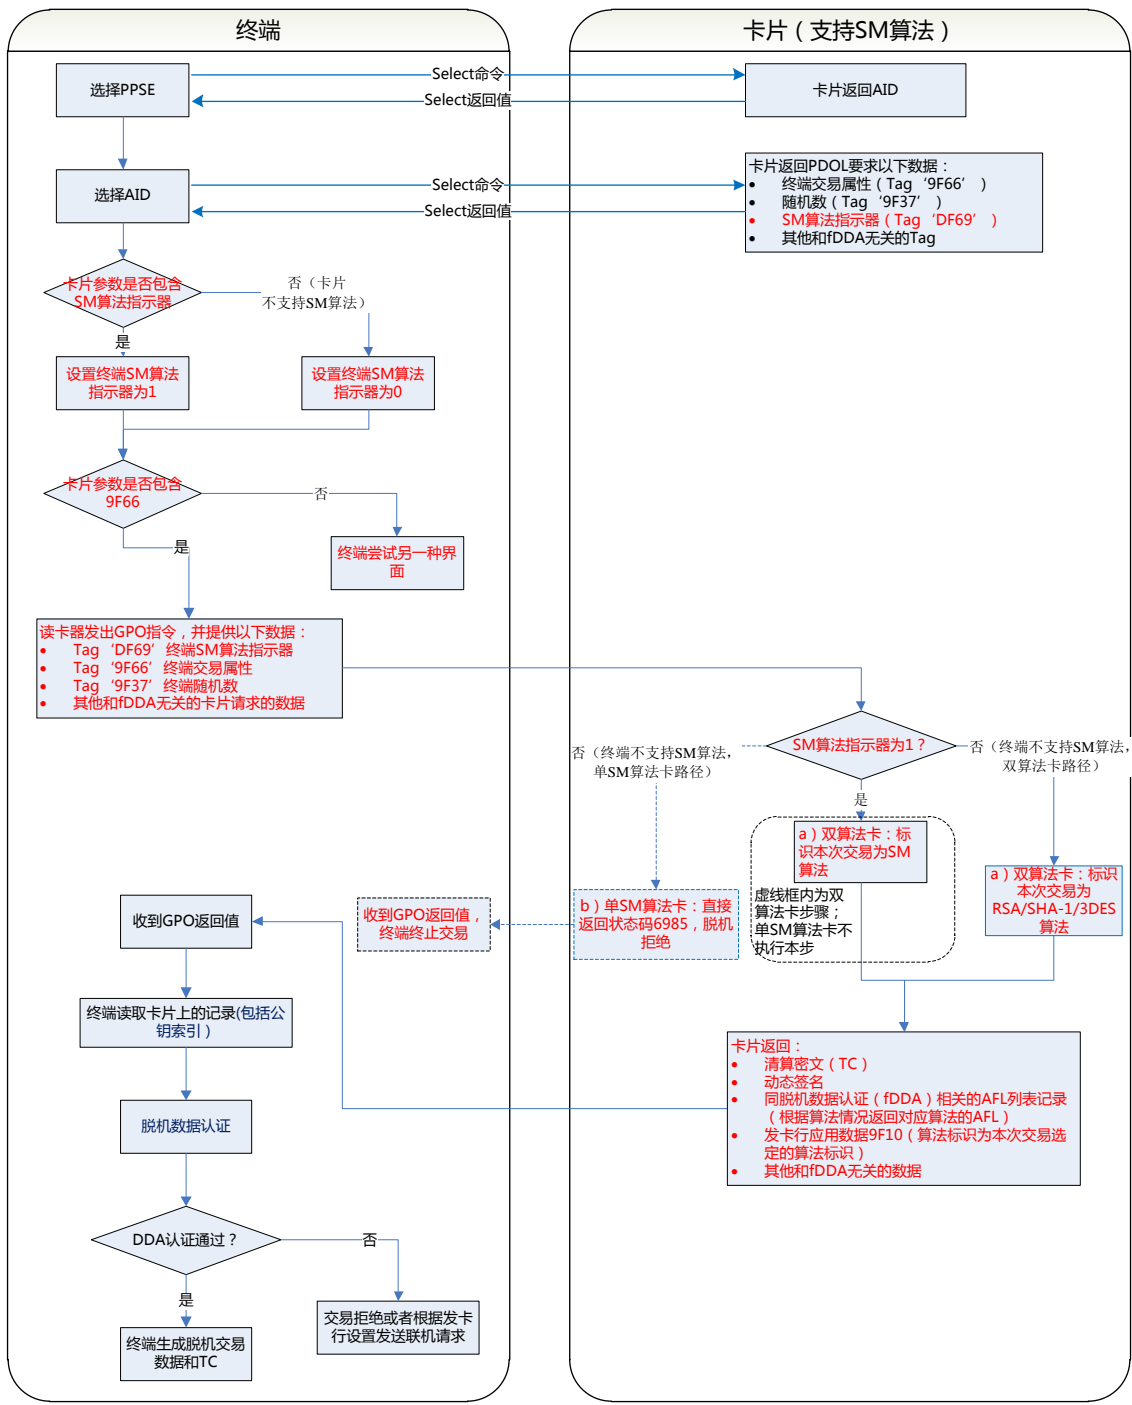 终端
卡片（支持SM算法）
选择PPSE
Select命令
Select返回值
卡片返回AID
选择AID
Select命令
Select返回值
卡片返回PDOL要求以下数据：
• 终端交易属性（Tag‘9F66’）
• 随机数（Tag‘9F37’）
• SM算法指示器（Tag‘DF69’）
• 其他和fDDA无关的Tag
卡片参数是否包含
SM算法指示器
否（卡片
不支持SM算法）
是
设置终端SM算法
指示器为1
设置终端SM算法
指示器为0
卡片参数是否包含
9F66
否
是
终端尝试另一种界
面
读卡器发出GPO指令，并提供以下数据：
• Tag‘DF69’终端SM算法指示器
• Tag‘9F66’终端交易属性
• Tag‘9F37’终端随机数
• 其他和fDDA无关的卡片请求的数据
SM算法指示器为1？
否（终端不支持SM算法，
单SM算法卡路径）
否（终端不支持SM算法，
双算法卡路径）
是
a）双算法卡：标
识本次交易为SM
算法
虚线框内为双
算法卡步骤；
单SM算法卡不
执行本步
a）双算法卡：标识
本次交易为
RSA/SHA-1/3DES
算法
b）单SM算法卡：直接
返回状态码6985，脱机
拒绝
收到GPO返回值，
终端终止交易
收到GPO返回值
终端读取卡片上的记录(包括公
钥索引）
卡片返回：
• 清算密文（TC）
• 动态签名
• 同脱机数据认证（fDDA）相关的AFL列表记录
（根据算法情况返回对应算法的AFL）
• 发卡行应用数据9F10（算法标识为本次交易选
定的算法标识）
• 其他和fDDA无关的数据
脱机数据认证
DDA认证通过？
否
是
交易拒绝或者根据发卡
行设置发送联机请求
终端生成脱机交易
数据和TC